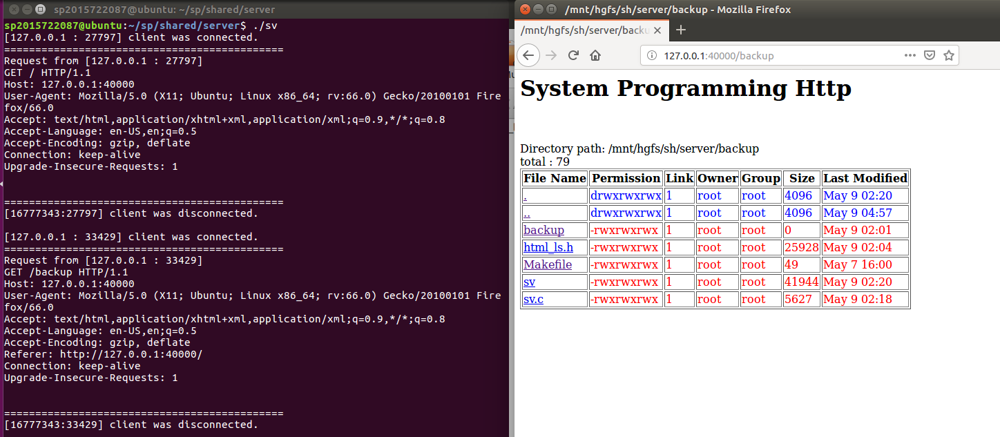 sp2015722087@ubuntu: ~/sp/shared/server
sp2015722087@ubuntu:~/sp/shared/server$ ./sv
[127.0.0.1 : 27797] client was connected.
=============================================
Request from [127.0.0.1 : 27797]
GET / HTTP/1.1
Host: 127.0.0.1:40000
User-Agent: Mozilla/5.0 (X11; Ubuntu; Linux x86_64; rv:66.0) Gecko/20100101 Fire
fox/66.0
Accept: text/html,application/xhtml+xml,application/xml;q=0.9,*/*;q=0.8
Accept-Language: en-US,en;q=0.5
Accept-Encoding: gzip, deflate
Connection: keep-alive
Upgrade-Insecure-Requests: 1
=============================================
[16777343:27797] client was disconnected.
[127.0.0.1 : 33429] client was connected.
=============================================
Request from [127.0.0.1 : 33429]
GET /backup HTTP/1.1
Host: 127.0.0.1:40000
User-Agent: Mozilla/5.0 (X11; Ubuntu; Linux x86_64; rv:66.0) Gecko/20100101 Fire
fox/66.0
Accept: text/html,application/xhtml+xml,application/xml;q=0.9,*/*;q=0.8
Accept-Language: en-US,en;q=0.5
Accept-Encoding: gzip, deflate
Referer: http://127.0.0.1:40000/
Connection: keep-alive
Upgrade-Insecure-Requests: 1
=============================================
[16777343:33429] client was disconnected.
/mnt/hgfs/sh/server/backup - Mozilla Firefox
/mnt/hgfs/sh/server/backu
127.0.0.1:40000/backup
System Programming Http
Directory path: /mnt/hgfs/sh/server/backup
total : 79
File Name Permission Link Owner Group Size Last Modified
. drwxrwxrwx 1 root root 4096 May 9 02:20
.. drwxrwxrwx 1 root root 4096 May 9 04:57
backup -rwxrwxrwx 1 root root 0 May 9 02:01
html_ls.h -rwxrwxrwx 1 root root 25928 May 9 02:04
Makefile -rwxrwxrwx 1 root root 49 May 7 16:00
sv -rwxrwxrwx 1 root root 41944 May 9 02:20
sv.c -rwxrwxrwx 1 root root 5627 May 9 02:18